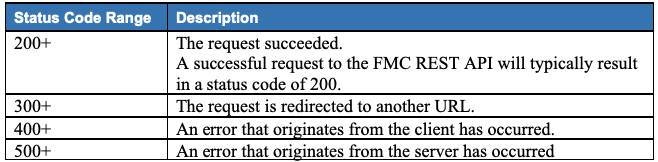 Status Code Range Description
200+ The request succeeded.
A successful request to the FMC REST API will typically result
in a status code of 200.
300+ The request is redirected to another URL.
400+ An error that originates from the client has occurred.
500+ An error that originates from the server has occurred